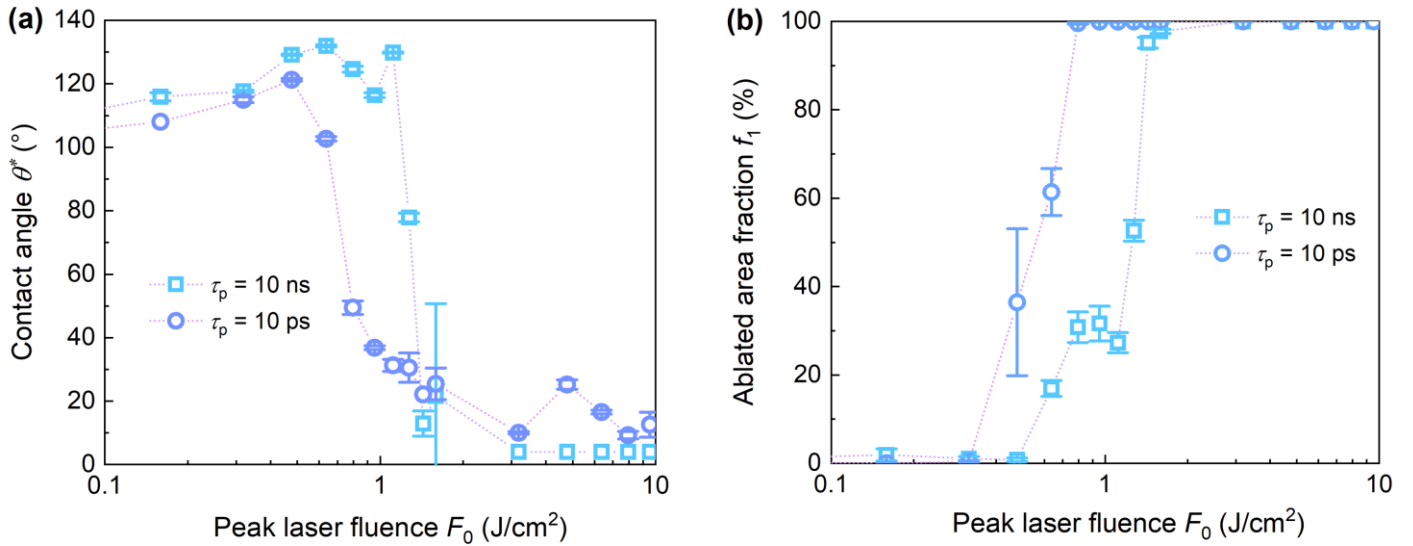 (a)
140
120
100
80
60
40
20
0
Contact angle θ* (°)
τp = 10 ns
τp = 10 ps
0.1
1
10
Peak laser fluence F0 (J/cm²)
(b)
100
80
60
40
20
0
Ablated area fraction f1 (%)
τp = 10 ns
τp = 10 ps
0.1
1
10
Peak laser fluence F0 (J/cm²)